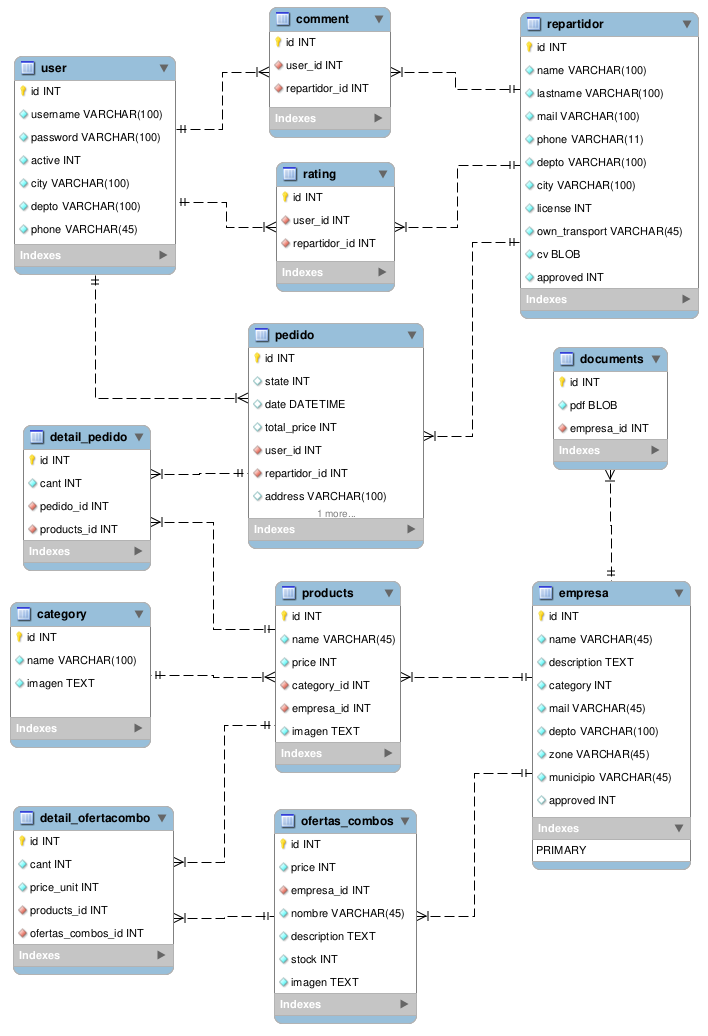 comment
id INT
user_id INT
repartidor_id INT
Indexes
repartidor
id INT
name VARCHAR(100)
lastname VARCHAR(100)
mail VARCHAR(100)
phone VARCHAR(11)
depto VARCHAR(100)
city VARCHAR(100)
license INT
own_transport VARCHAR(45)
cv BLOB
approved INT
Indexes
user
id INT
username VARCHAR(100)
password VARCHAR(100)
active INT
city VARCHAR(100)
depto VARCHAR(100)
phone VARCHAR(45)
Indexes
rating
id INT
user_id INT
repartidor_id INT
Indexes
pedido
id INT
state INT
date DATETIME
total_price INT
user_id INT
repartidor_id INT
address VARCHAR(100)
1 more...
Indexes
documents
id INT
pdf BLOB
empresa_id INT
Indexes
detail_pedido
id INT
cant INT
pedido_id INT
products_id INT
Indexes
products
id INT
name VARCHAR(45)
price INT
category_id INT
empresa_id INT
imagen TEXT
Indexes
empresa
id INT
name VARCHAR(45)
description TEXT
category INT
mail VARCHAR(45)
depto VARCHAR(100)
zone VARCHAR(45)
municipio VARCHAR(45)
approved INT
Indexes
PRIMARY
category
id INT
name VARCHAR(100)
imagen TEXT
Indexes
detail_ofertacombo
id INT
cant INT
price_unit INT
products_id INT
ofertas_combos_id INT
Indexes
ofertas_combos
id INT
price INT
empresa_id INT
nombre VARCHAR(45)
description TEXT
stock INT
imagen TEXT
Indexes